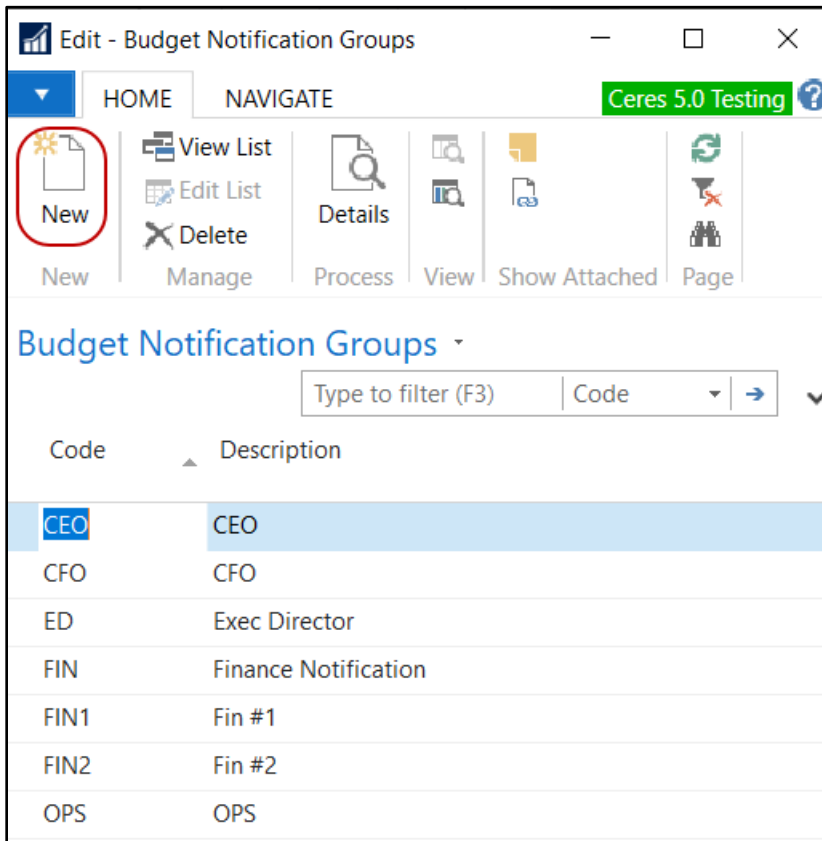 Edit - Budget Notification Groups
HOME NAVIGATE Ceres 5.0 Testing ?
New
View List
Edit List
Delete
Details
New Manage Process View Show Attached Page
Budget Notification Groups
Type to filter (F3) Code
Code Description
CEO CEO
CFO CFO
ED Exec Director
FIN Finance Notification
FIN1 Fin #1
FIN2 Fin #2
OPS OPS